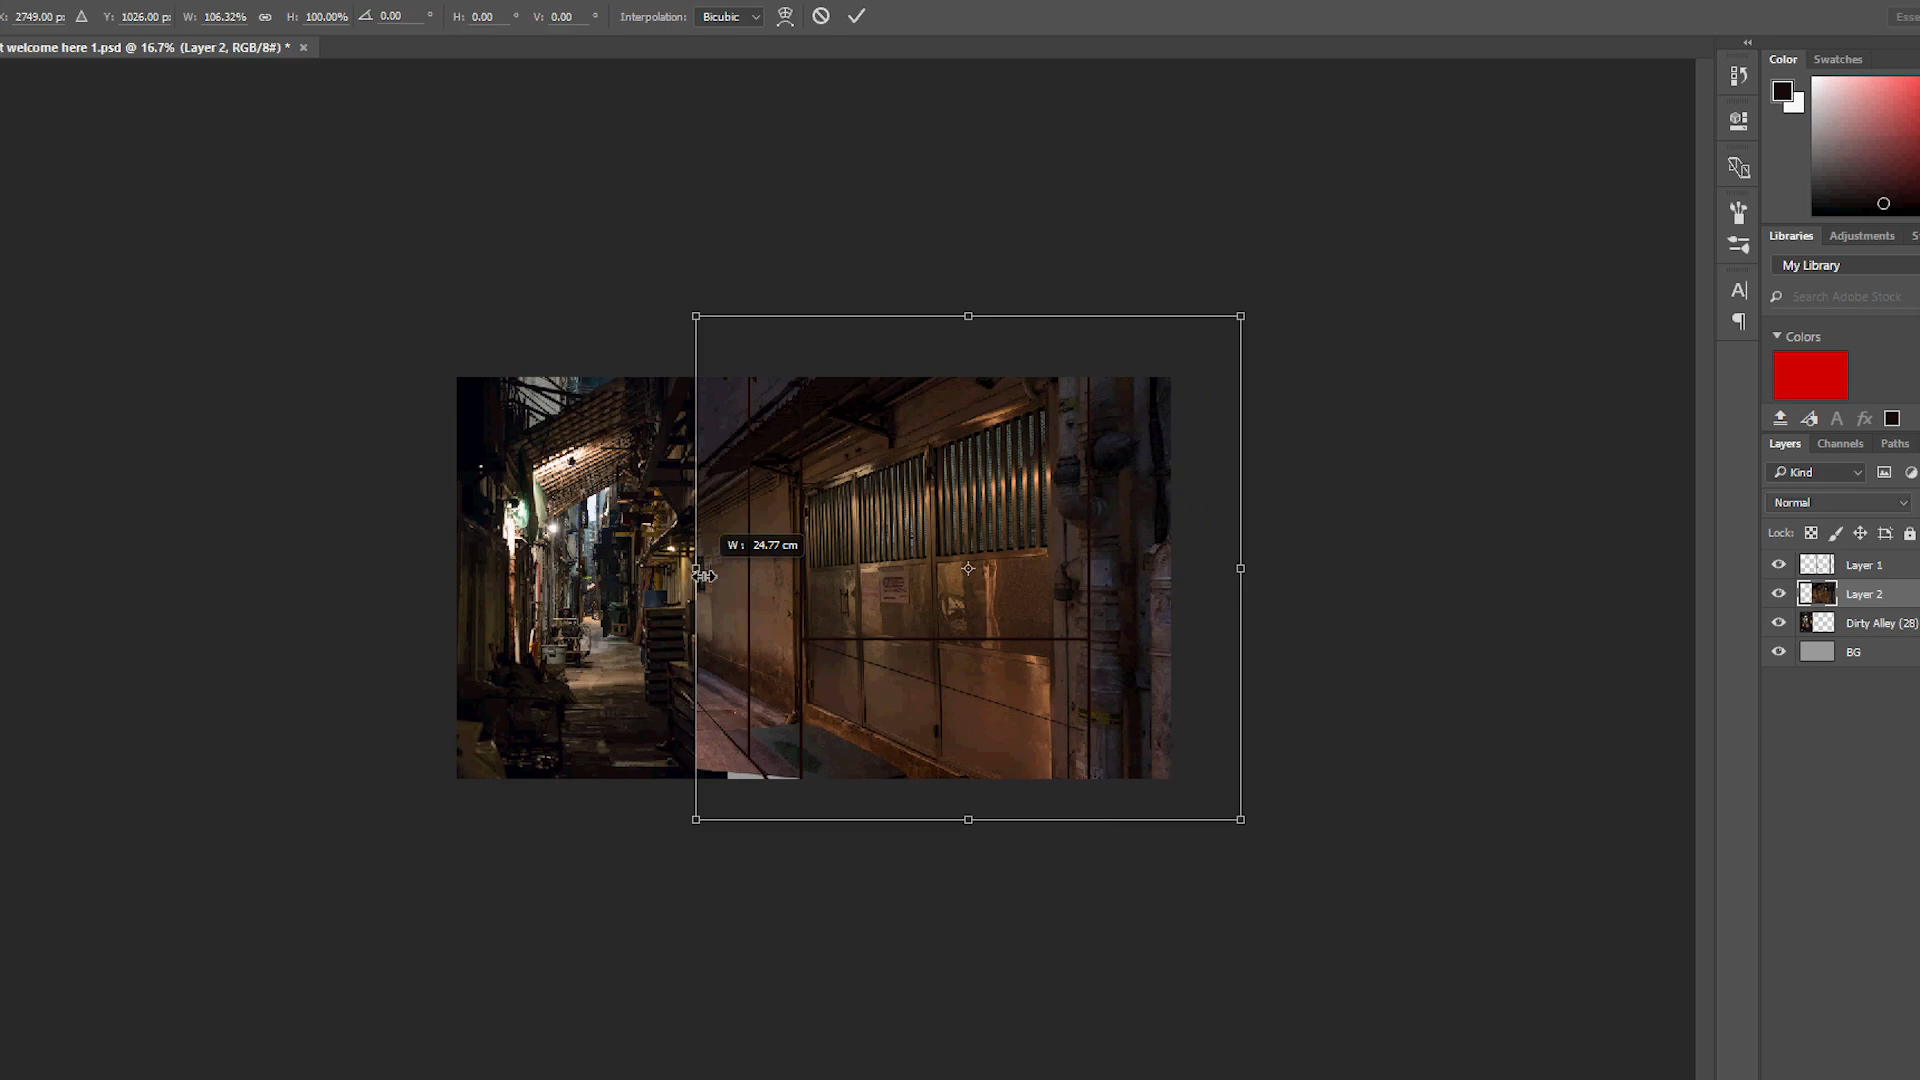 X: 2749.00 p: Y: 1026.00 p: W: 106.32% H: 100.00% 0.00 ° H: 0.00 ° V: 0.00 ° Interpolation: Bicubic Esse
t welcome here 1.psd @ 16.7% (Layer 2, RGB/8#) * ×
Color Swatches
Libraries Adjustments S
My Library
Search Adobe Stock
Colors
Layers Channels Paths
Kind
Normal
Lock:
W : 24.77 cm
Layer 1
Layer 2
Dirty Alley (28)
BG